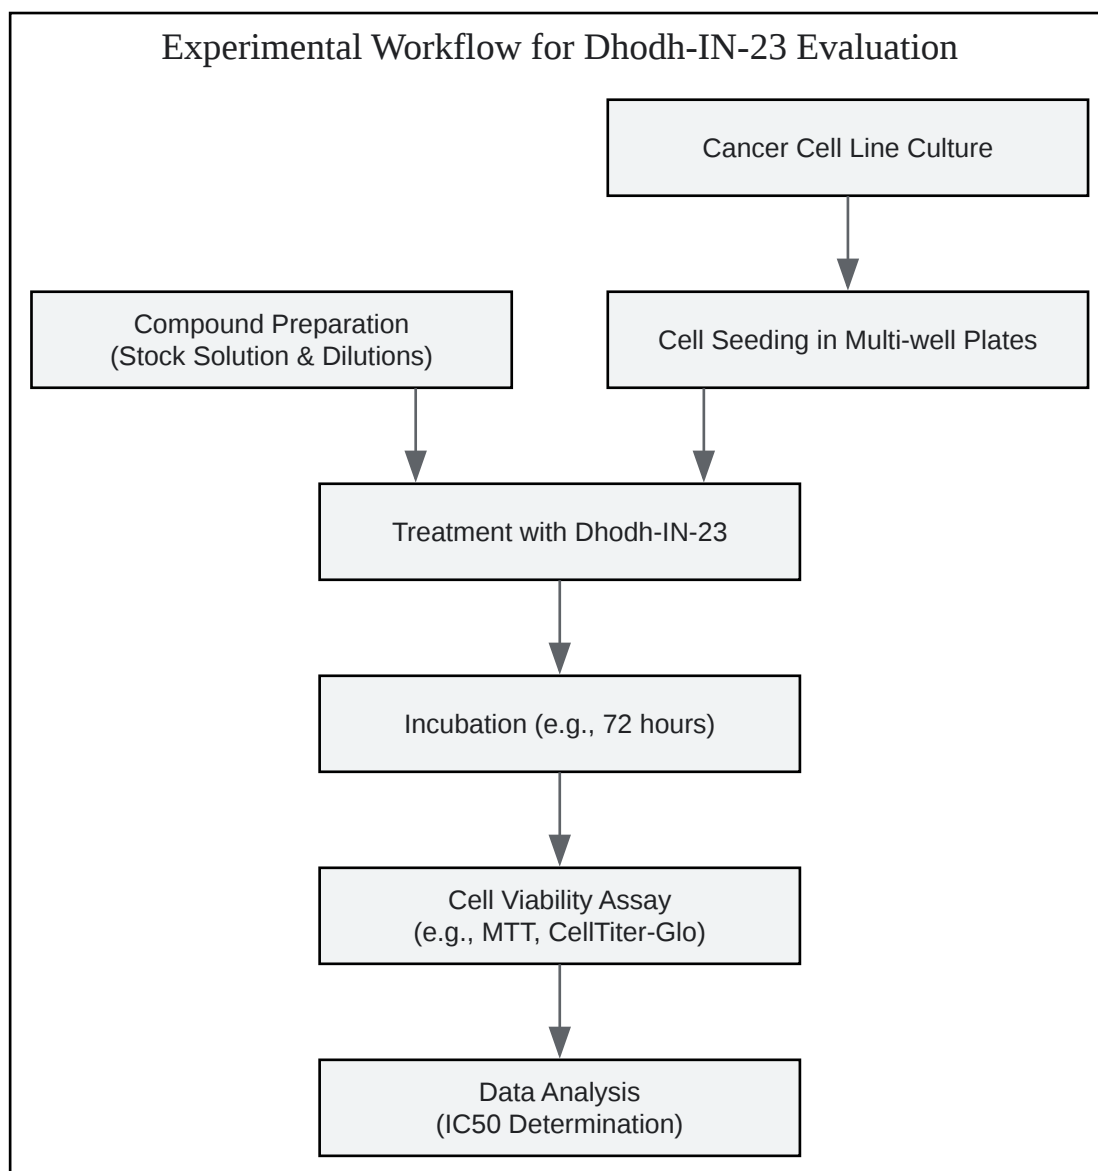 Experimental Workflow for Dhodh-IN-23 Evaluation
Cancer Cell Line Culture
Compound Preparation
(Stock Solution & Dilutions)
Cell Seeding in Multi-well Plates
Treatment with Dhodh-IN-23
Incubation (e.g., 72 hours)
Cell Viability Assay
(e.g., MTT, CellTiter-Glo)
Data Analysis
(IC50 Determination)